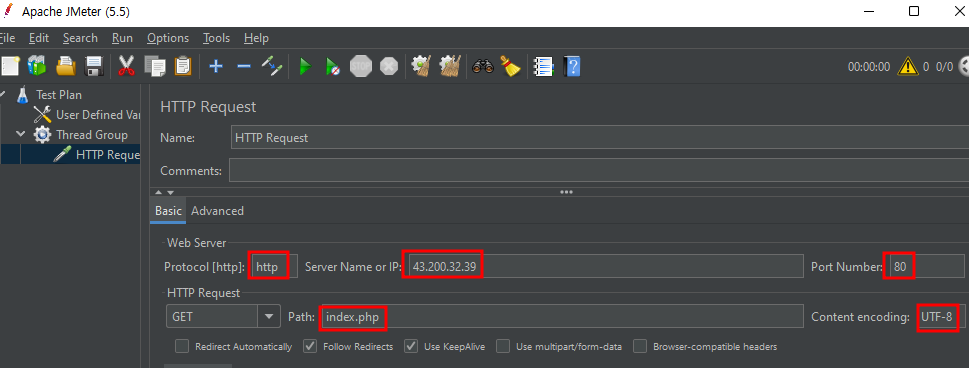 Apache JMeter (5.5)
File Edit Search Run Options Tools Help
00:00:00 0 0/0
Test Plan
User Defined Var
Thread Group
HTTP Reque
HTTP Request
Name: HTTP Request
Comments:
Basic Advanced
Web Server
Protocol [http]: http Server Name or IP: 43.200.32.39 Port Number: 80
HTTP Request
GET Path: index.php Content encoding: UTF-8
Redirect Automatically Follow Redirects Use KeepAlive Use multipart/form-data Browser-compatible headers